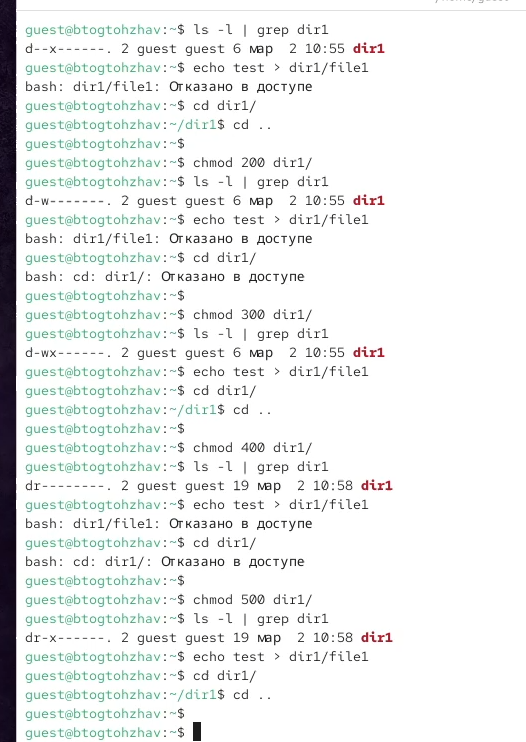 guest@btogtohzhav:~$ ls -l | grep dir1
d--x------. 2 guest guest 6 мар  2 10:55 dir1
guest@btogtohzhav:~$ echo test > dir1/file1
bash: dir1/file1: Отказано в доступе
guest@btogtohzhav:~$ cd dir1/
guest@btogtohzhav:~/dir1$ cd ..
guest@btogtohzhav:~$
guest@btogtohzhav:~$ chmod 200 dir1/
guest@btogtohzhav:~$ ls -l | grep dir1
d-w-------. 2 guest guest 6 мар  2 10:55 dir1
guest@btogtohzhav:~$ echo test > dir1/file1
bash: dir1/file1: Отказано в доступе
guest@btogtohzhav:~$ cd dir1/
bash: cd: dir1/: Отказано в доступе
guest@btogtohzhav:~$
guest@btogtohzhav:~$ chmod 300 dir1/
guest@btogtohzhav:~$ ls -l | grep dir1
d-wx------. 2 guest guest 6 мар  2 10:55 dir1
guest@btogtohzhav:~$ echo test > dir1/file1
guest@btogtohzhav:~$ cd dir1/
guest@btogtohzhav:~/dir1$ cd ..
guest@btogtohzhav:~$
guest@btogtohzhav:~$ chmod 400 dir1/
guest@btogtohzhav:~$ ls -l | grep dir1
dr--------. 2 guest guest 19 мар  2 10:58 dir1
guest@btogtohzhav:~$ echo test > dir1/file1
bash: dir1/file1: Отказано в доступе
guest@btogtohzhav:~$ cd dir1/
bash: cd: dir1/: Отказано в доступе
guest@btogtohzhav:~$
guest@btogtohzhav:~$ chmod 500 dir1/
guest@btogtohzhav:~$ ls -l | grep dir1
dr-x------. 2 guest guest 19 мар  2 10:58 dir1
guest@btogtohzhav:~$ echo test > dir1/file1
guest@btogtohzhav:~$ cd dir1/
guest@btogtohzhav:~/dir1$ cd ..
guest@btogtohzhav:~$
guest@btogtohzhav:~$